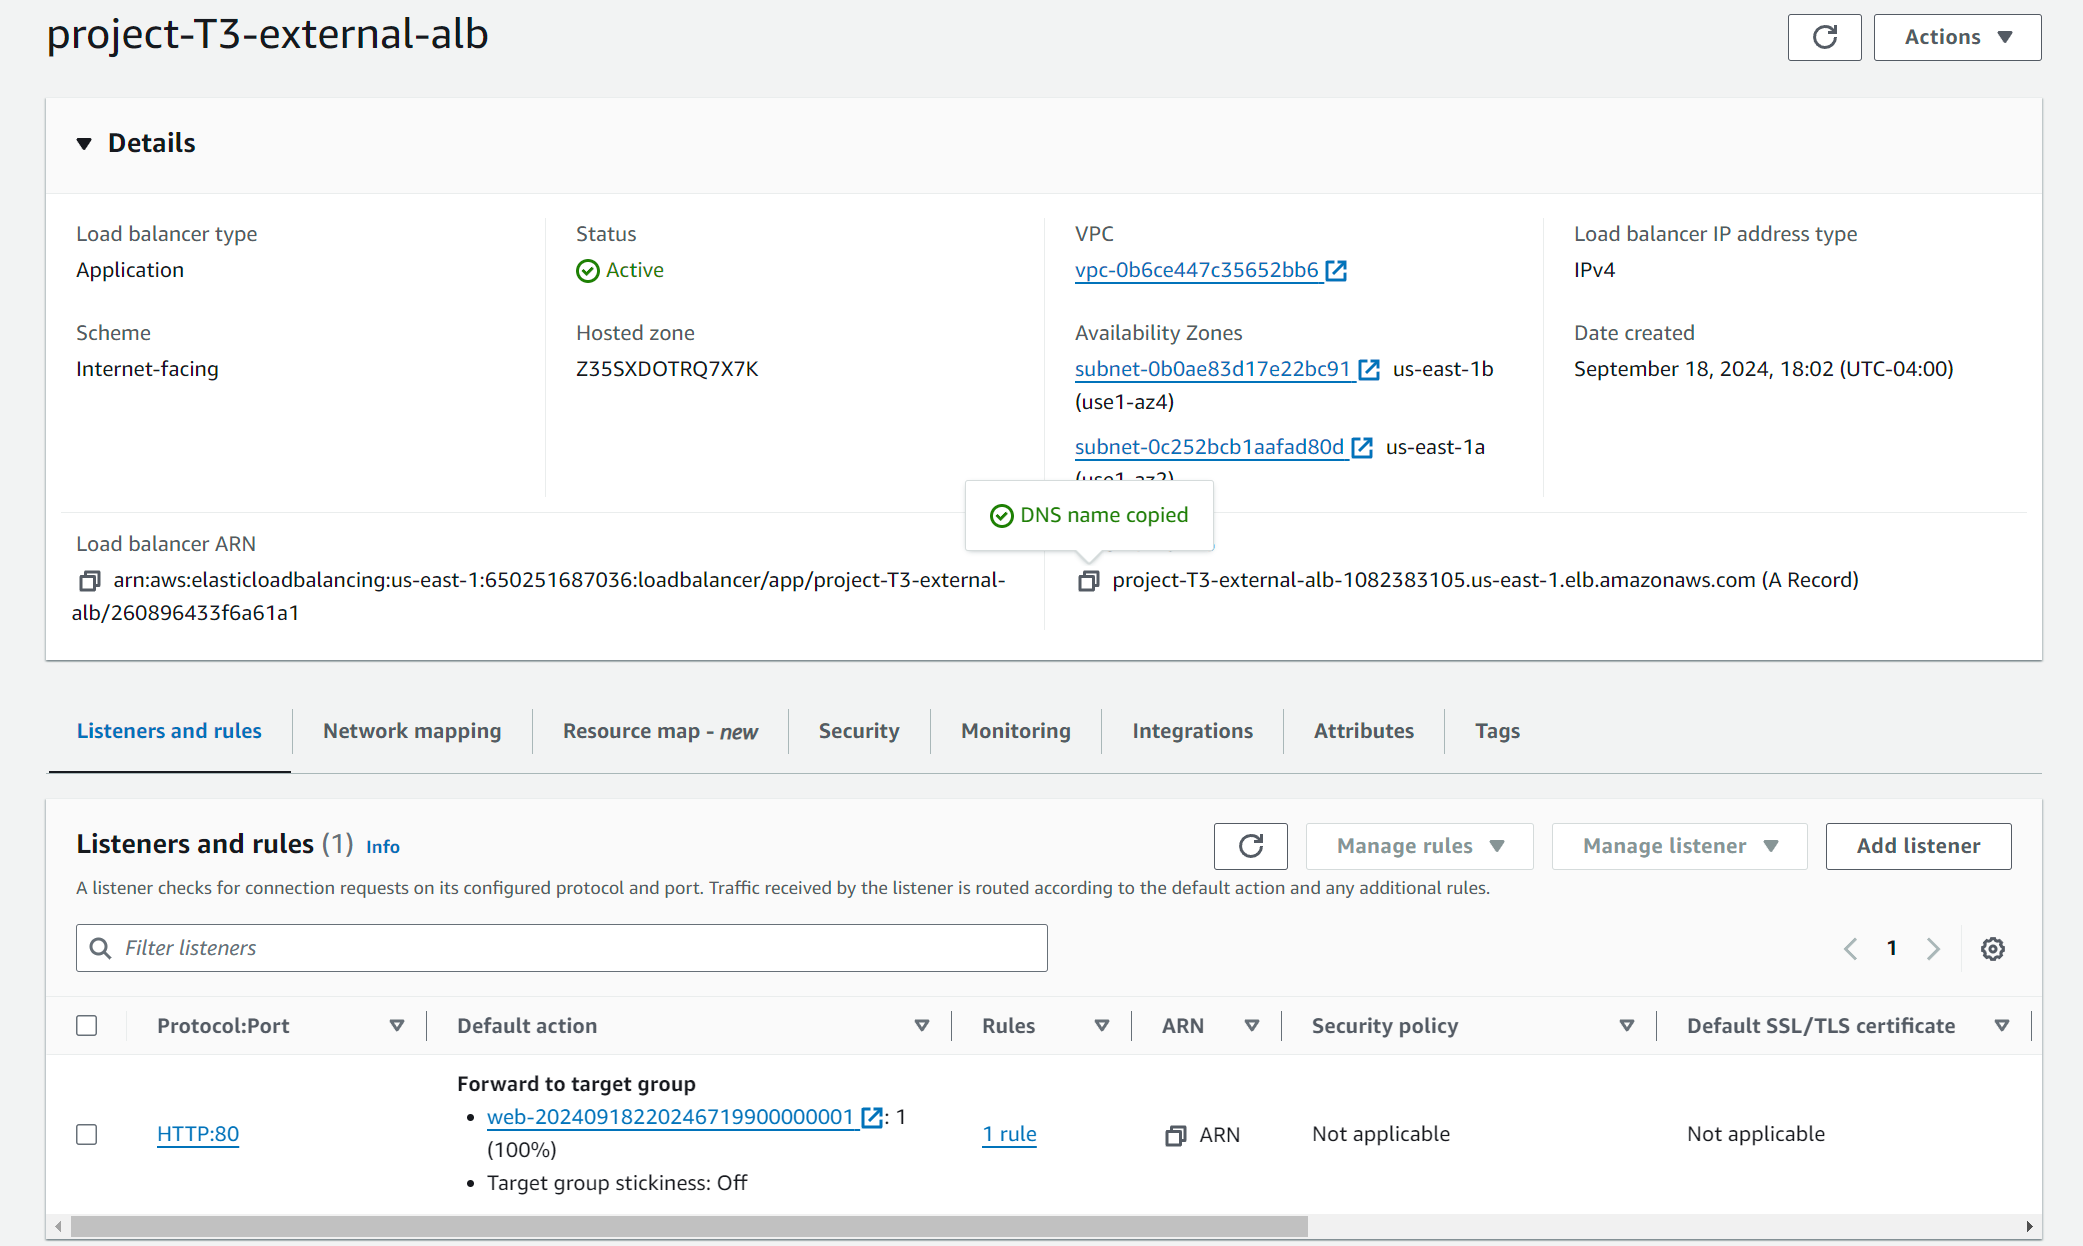 project-T3-external-alb
Actions
Details
Load balancer type
Application
Status
Active
VPC
vpc-0b6ce447c35652bb6
Load balancer IP address type
IPv4
Scheme
Internet-facing
Hosted zone
Z35SXDOTRQ7X7K
Availability Zones
subnet-0b0ae83d17e22bc91 us-east-1b
(use1-az4)
subnet-0c252bcb1aafad80d us-east-1a
(use1-az2)
Date created
September 18, 2024, 18:02 (UTC-04:00)
DNS name copied
Load balancer ARN
arn:aws:elasticloadbalancing:us-east-1:650251687036:loadbalancer/app/project-T3-external-
alb/260896433f6a61a1
project-T3-external-alb-1082383105.us-east-1.elb.amazonaws.com (A Record)
Listeners and rules
Network mapping
Resource map - new
Security
Monitoring
Integrations
Attributes
Tags
Listeners and rules (1) Info
Manage rules
Manage listener
Add listener
A listener checks for connection requests on its configured protocol and port. Traffic received by the listener is routed according to the default action and any additional rules.
Filter listeners
1
Protocol:Port
Default action
Rules
ARN
Security policy
Default SSL/TLS certificate
HTTP:80
Forward to target group
• web-20240918220246719900000001 : 1
(100%)
• Target group stickiness: Off
1 rule
ARN
Not applicable
Not applicable